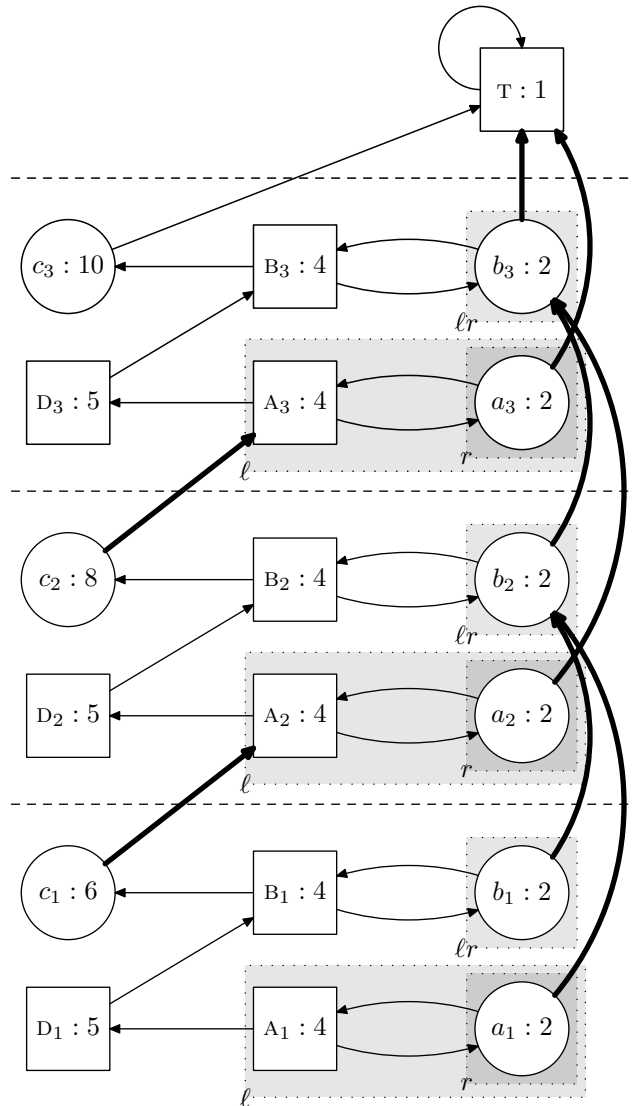 T : 1
c₃ : 10 B₃ : 4 b₃ : 2
ℓr
D₃ : 5 A₃ : 4 a₃ : 2
ℓ r
c₂ : 8 B₂ : 4 b₂ : 2
ℓr
D₂ : 5 A₂ : 4 a₂ : 2
ℓ r
c₁ : 6 B₁ : 4 b₁ : 2
ℓr
D₁ : 5 A₁ : 4 a₁ : 2
ℓ r